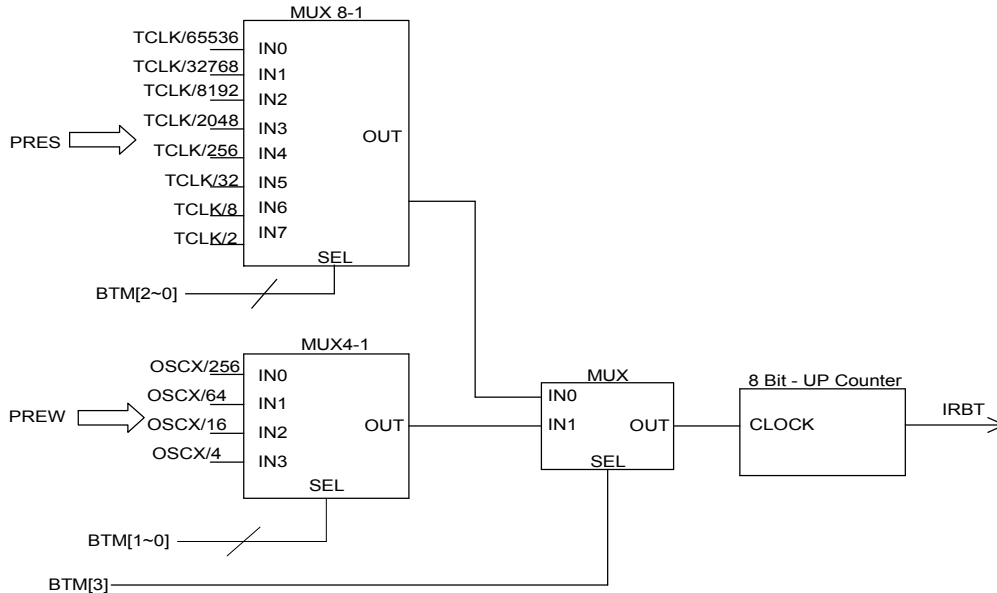 MUX 8-1
TCLK/65536
IN0
TCLK/32768
IN1
TCLK/8192
IN2
TCLK/2048
IN3
PRES
OUT
TCLK/256
IN4
TCLK/32
IN5
TCLK/8
IN6
TCLK/2
IN7
SEL
BTM[2~0]
MUX4-1
OSCX/256
IN0
OSCX/64
IN1
PREW
OSCX/16
IN2
OUT
OSCX/4
IN3
SEL
BTM[1~0]
MUX
IN0
IN1
OUT
SEL
8 Bit - UP Counter
CLOCK
IRBT
BTM[3]